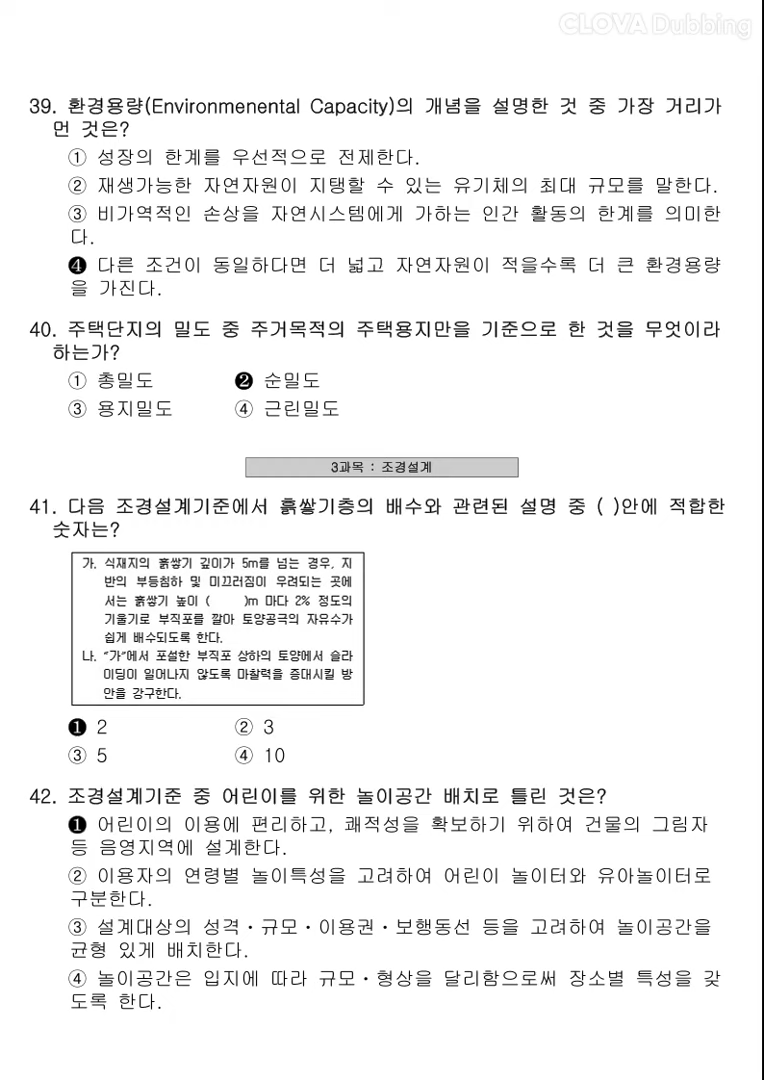 CLOVA Dubbing
39. 환경용량(Environmenental Capacity)의 개념을 설명한 것 중 가장 거리가
먼 것은?
① 성장의 한계를 우선적으로 전제한다.
② 재생가능한 자연자원이 지탱할 수 있는 유기체의 최대 규모를 말한다.
③ 비가역적인 손상을 자연시스템에게 가하는 인간 활동의 한계를 의미한
다.
❹ 다른 조건이 동일하다면 더 넓고 자연자원이 적을수록 더 큰 환경용량
을 가진다.
40. 주택단지의 밀도 중 주거목적의 주택용지만을 기준으로 한 것을 무엇이라
하는가?
① 총밀도 ❷ 순밀도
③ 용지밀도 ④ 근린밀도
3과목 : 조경설계
41. 다음 조경설계기준에서 흙쌓기층의 배수와 관련된 설명 중 ( )안에 적합한
숫자는?
가. 식재지의 흙쌓기 깊이가 5m를 넘는 경우, 지
반의 부등침하 및 미끄러짐이 우려되는 곳에
서는 흙쌓기 높이 ( )m 마다 2% 정도의
기울기로 부직포를 깔아 토양공극의 자유수가
쉽게 배수되도록 한다.
나. "가"에서 포설한 부직포 상하의 토양에서 슬라
이딩이 일어나지 않도록 마찰력을 증대시킬 방
안을 강구한다.
❶ 2 ② 3
③ 5 ④ 10
42. 조경설계기준 중 어린이를 위한 놀이공간 배치로 틀린 것은?
❶ 어린이의 이용에 편리하고, 쾌적성을 확보하기 위하여 건물의 그림자
등 음영지역에 설계한다.
② 이용자의 연령별 놀이특성을 고려하여 어린이 놀이터와 유아놀이터로
구분한다.
③ 설계대상의 성격·규모·이용권·보행동선 등을 고려하여 놀이공간을
균형 있게 배치한다.
④ 놀이공간은 입지에 따라 규모·형상을 달리함으로써 장소별 특성을 갖
도록 한다.